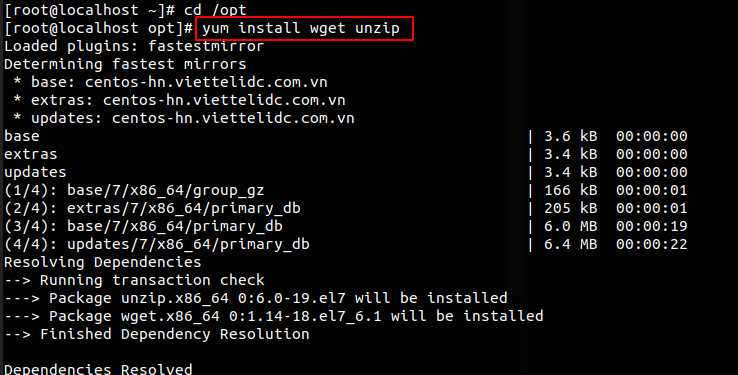 [root@localhost ~]# cd /opt
[root@localhost opt]# yum install wget unzip
Loaded plugins: fastestmirror
Determining fastest mirrors
 * base: centos-hn.viettelidc.com.vn
 * extras: centos-hn.viettelidc.com.vn
 * updates: centos-hn.viettelidc.com.vn
base | 3.6 kB 00:00:00
extras | 3.4 kB 00:00:00
updates | 3.4 kB 00:00:00
(1/4): base/7/x86_64/group_gz | 166 kB 00:00:01
(2/4): extras/7/x86_64/primary_db | 205 kB 00:00:01
(3/4): base/7/x86_64/primary_db | 6.0 MB 00:00:19
(4/4): updates/7/x86_64/primary_db | 6.4 MB 00:00:22
Resolving Dependencies
--> Running transaction check
---> Package unzip.x86_64 0:6.0-19.el7 will be installed
---> Package wget.x86_64 0:1.14-18.el7_6.1 will be installed
--> Finished Dependency Resolution
Dependencies Resolved